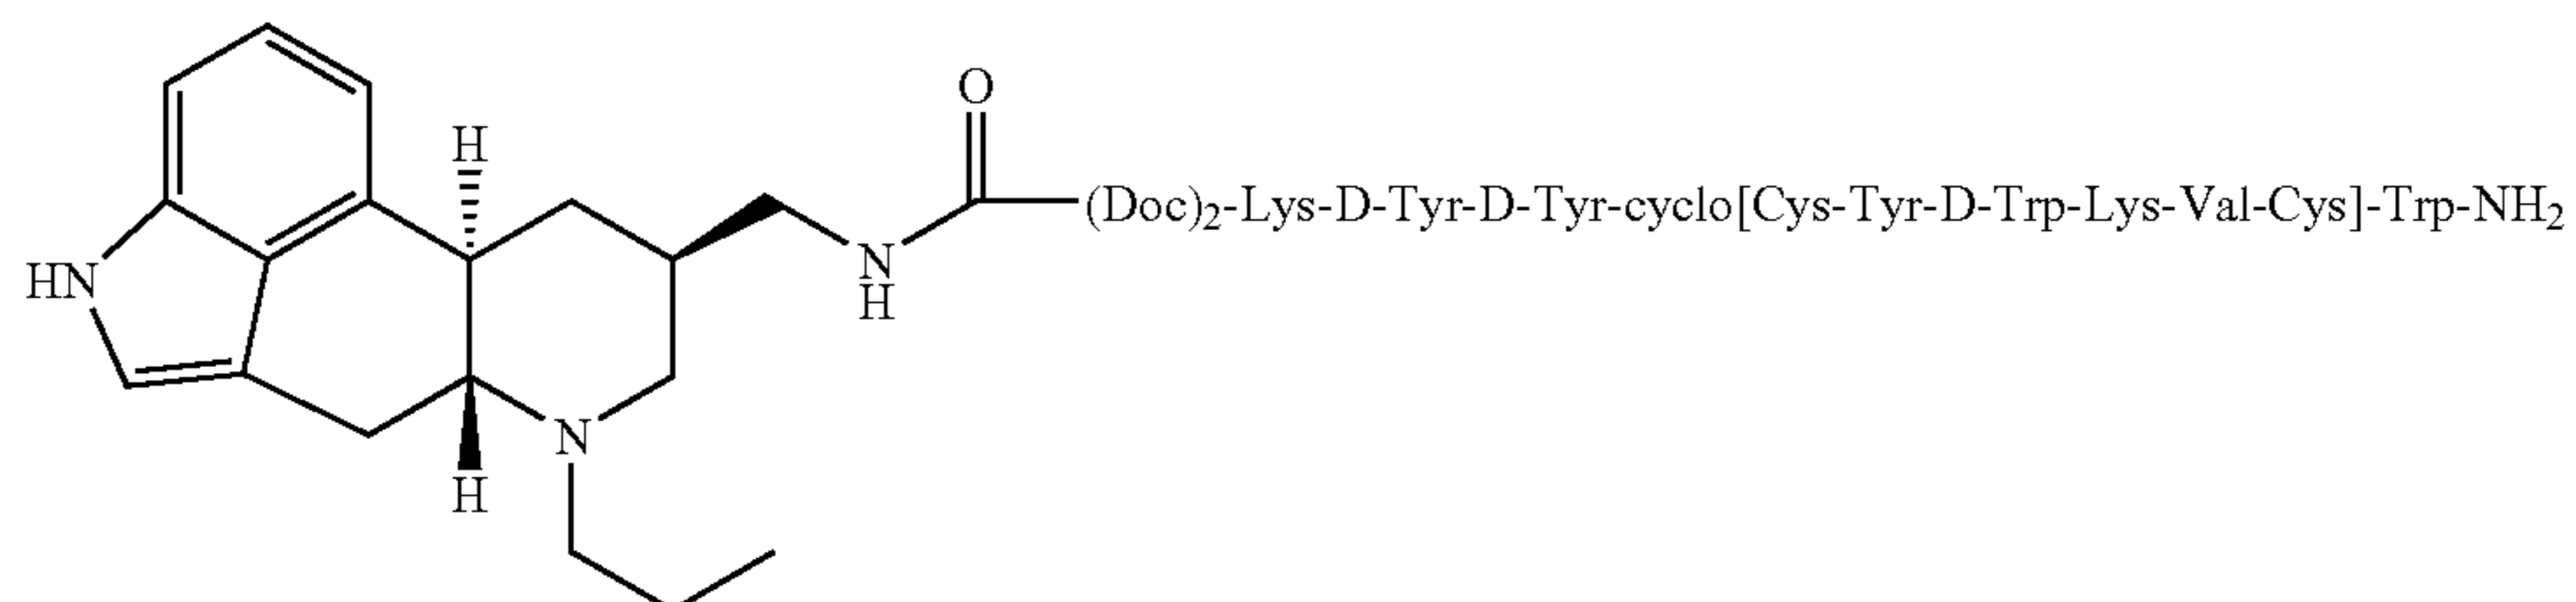 O
H
(Doc)₂-Lys-D-Tyr-D-Tyr-cyclo[Cys-Tyr-D-Trp-Lys-Val-Cys]-Trp-NH₂
HN
N
H
N
H